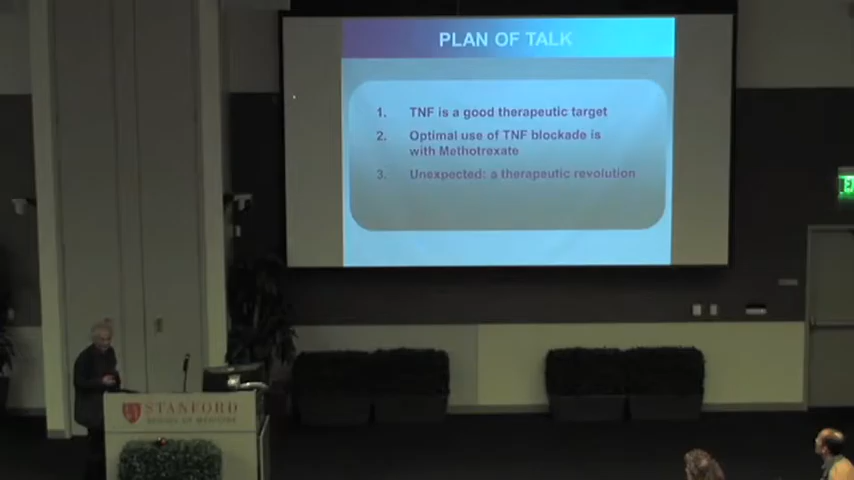 PLAN OF TALK
1. TNF is a good therapeutic target
2. Optimal use of TNF blockade is
with Methotrexate
3. Unexpected: a therapeutic revolution
STANFORD
SCHOOL OF MEDICINE